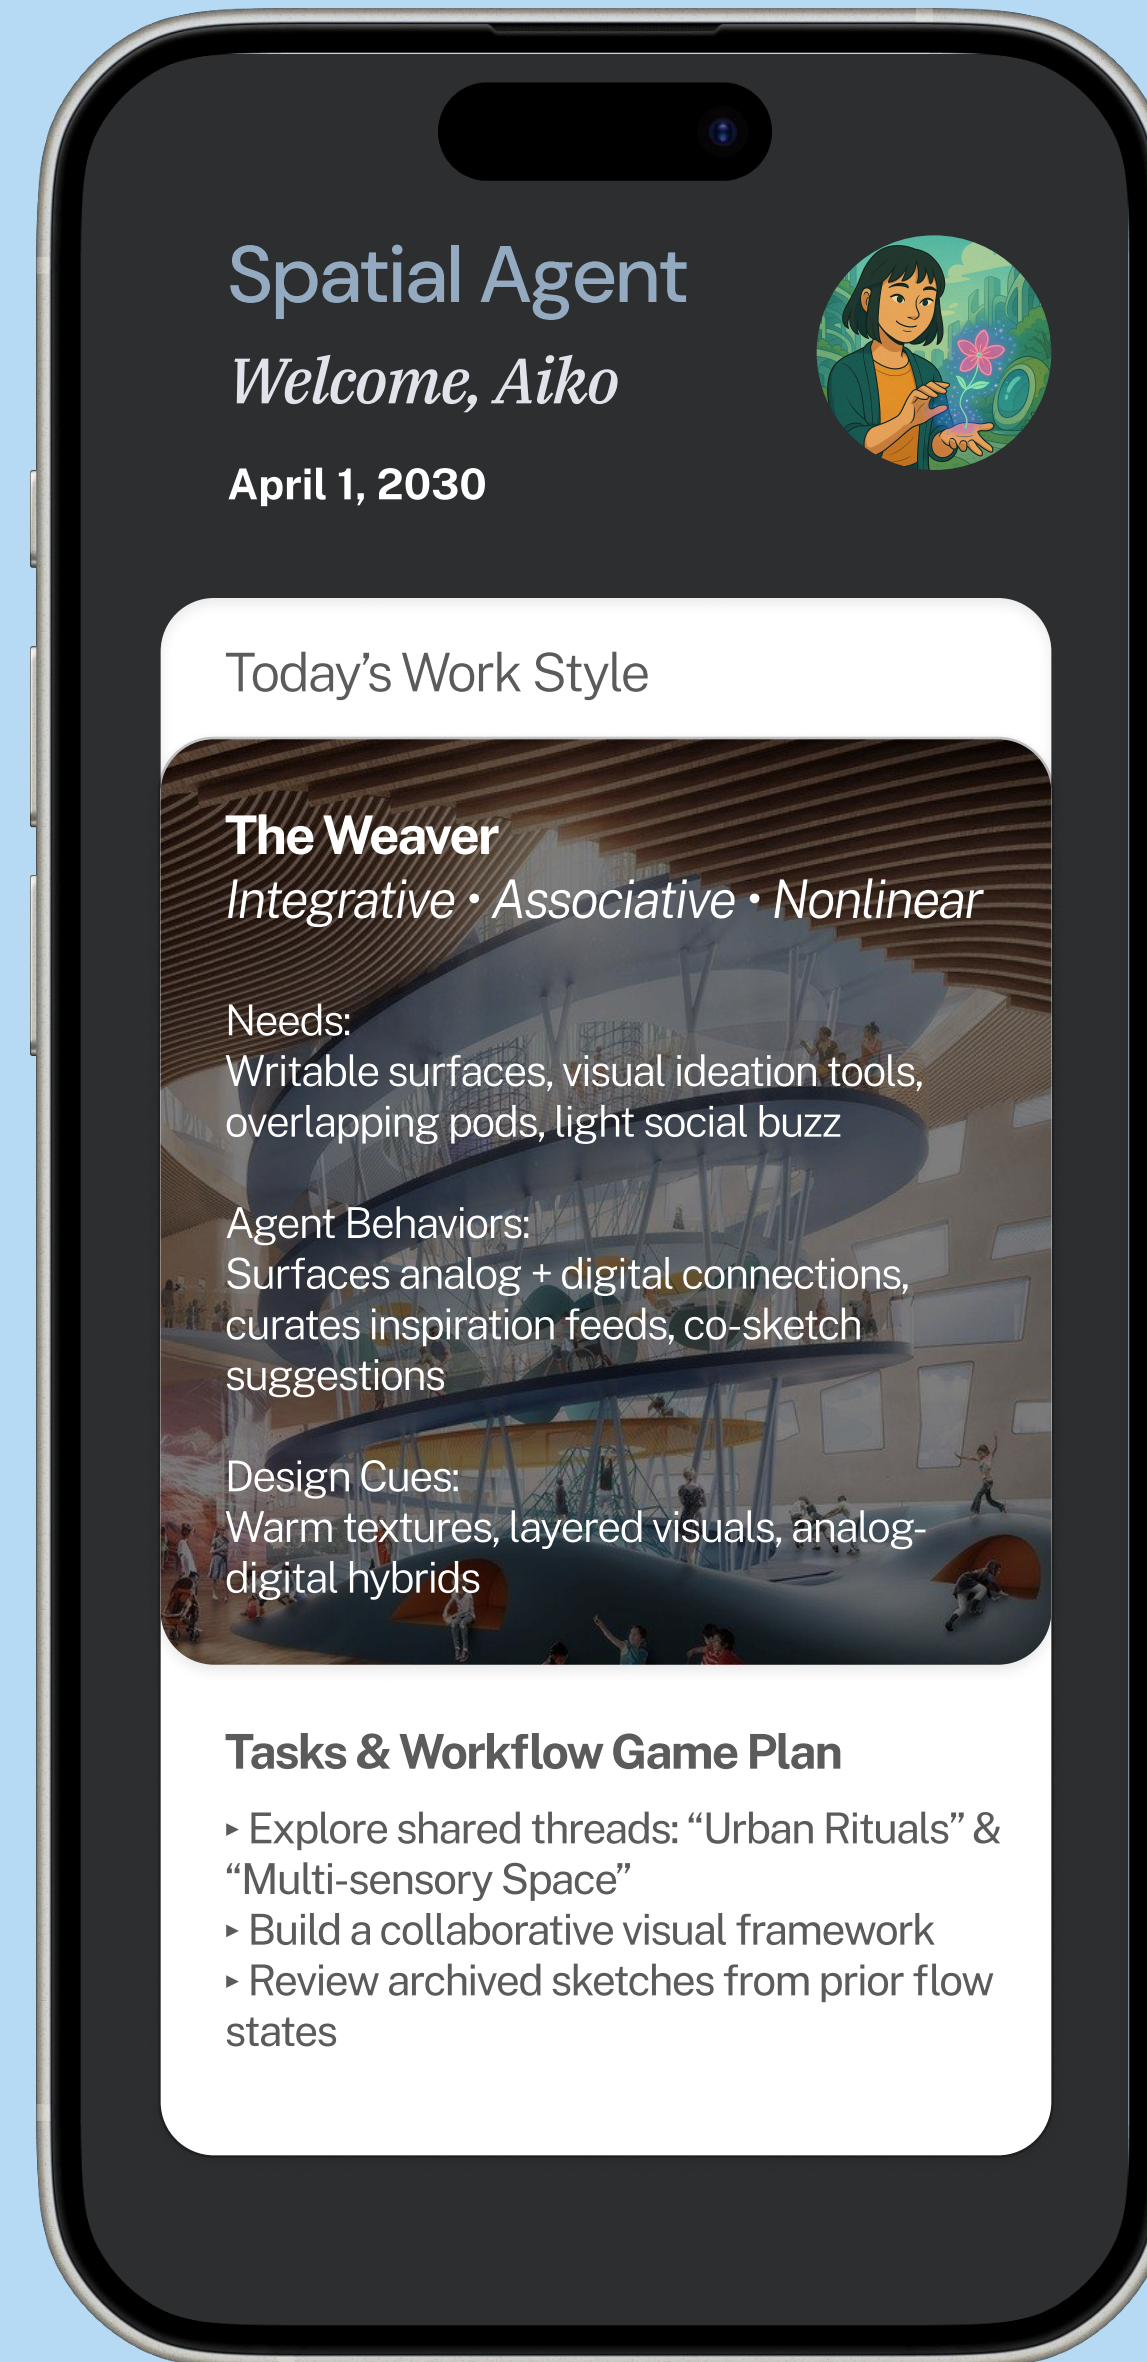 Spatial Agent
Welcome, Aiko
April 1, 2030
Today’s Work Style
The Weaver
Integrative • Associative • Nonlinear
Needs:
Writable surfaces, visual ideation tools,
overlapping pods, light social buzz
Agent Behaviors:
Surfaces analog + digital connections,
curates inspiration feeds, co-sketch
suggestions
Design Cues:
Warm textures, layered visuals, analog-
digital hybrids
Tasks & Workflow Game Plan
▸ Explore shared threads: “Urban Rituals” &
“Multi-sensory Space”
▸ Build a collaborative visual framework
▸ Review archived sketches from prior flow
states